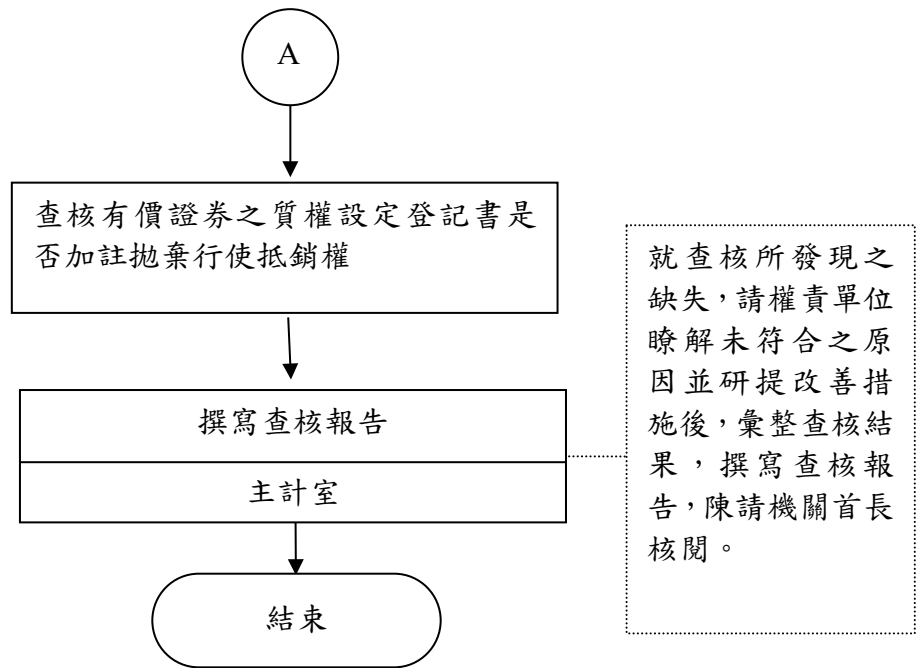 A
查核有價證券之質權設定登記書是
否加註拋棄行使抵銷權
撰寫查核報告
主計室
就查核所發現之
缺失，請權責單位
瞭解未符合之原
因並研提改善措
施後，彙整查核結
果，撰寫查核報
告，陳請機關首長
核閱。
結束